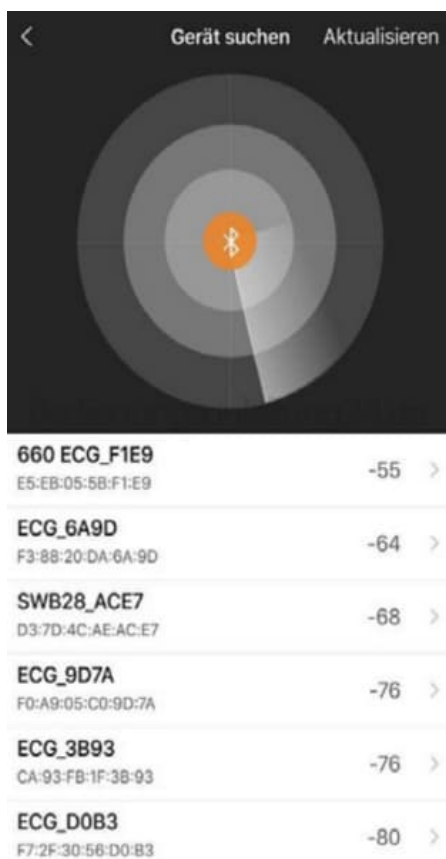 Gerät suchen Aktualisieren
660 ECG_F1E9 -55
E5:EB:05:5B:F1:E9
ECG_6A9D -64
F3:88:20:DA:6A:9D
SWB28_ACE7 -68
D3:7D:4C:AE:AC:E7
ECG_9D7A -76
F0:A9:05:C0:9D:7A
ECG_3B93 -76
CA:93:FB:1F:3B:93
ECG_D0B3 -80
F7:2F:30:56:D0:B3